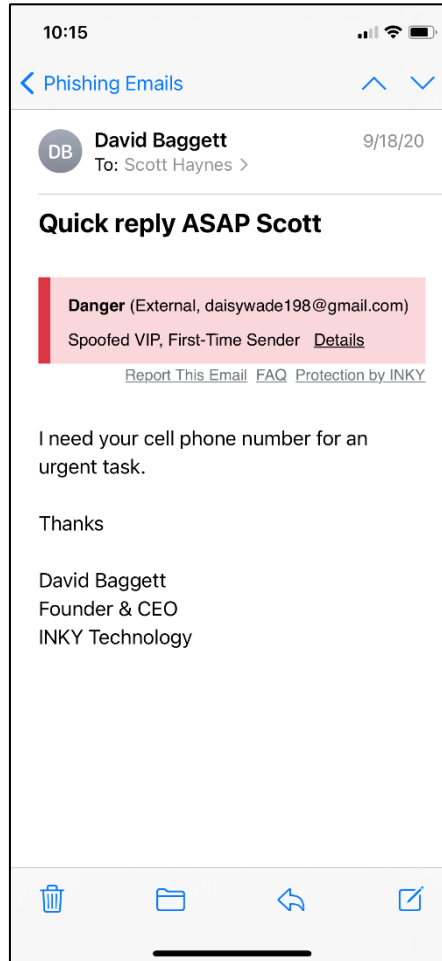 10:15
Phishing Emails
DB
David Baggett
9/18/20
To: Scott Haynes >
Quick reply ASAP Scott
Danger (External, daisywade198@gmail.com)
Spoofed VIP, First-Time Sender Details
Report This Email FAQ Protection by INKY
I need your cell phone number for an
urgent task.
Thanks
David Baggett
Founder & CEO
INKY Technology